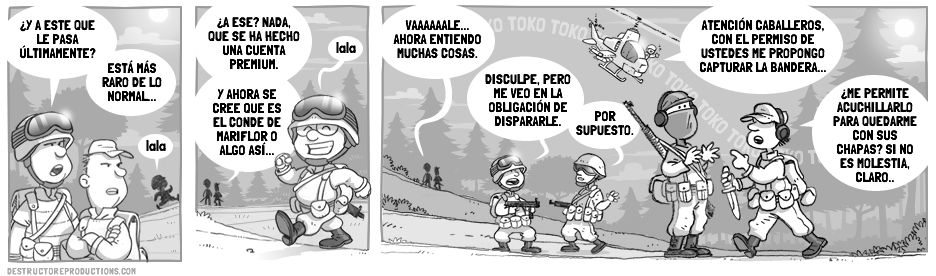 ¿Y A ESTE QUE
LE PASA
ÚLTIMAMENTE?
ESTÁ MÁS
RARO DE LO
NORMAL...
lala
¿A ESE? NADA,
QUE SE HA HECHO
UNA CUENTA
PREMIUM.
lala
Y AHORA SE
CREE QUE ES
EL CONDE DE
MARIFLOR O
ALGO ASÍ...
VAAAAAALE...
AHORA ENTIENDO
MUCHAS COSAS.
TOKO TOKO TOKO
TOKO TOKO TOKO TOKO
DISCULPE, PERO
ME VEO EN LA
OBLIGACIÓN DE
DISPARARLE.
POR
SUPUESTO.
ATENCIÓN CABALLEROS,
CON EL PERMISO DE
USTEDES ME PROPONGO
CAPTURAR LA BANDERA...
¿ME PERMITE
ACUCHILLARLO
PARA QUEDARME
CON SUS
CHAPAS? SI NO
ES MOLESTIA,
CLARO..
DESTRUCTOREPRODUCTIONS.COM